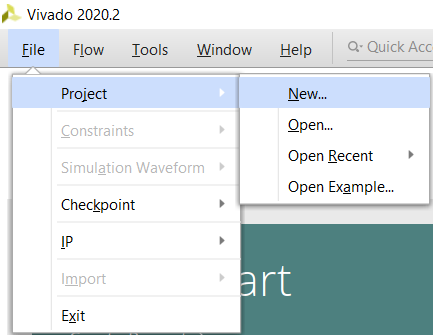 Vivado 2020.2
File Flow Tools Window Help Quick Acc
Project
Constraints
Simulation Waveform
Checkpoint
IP
Import
Exit
New...
Open...
Open Recent
Open Example...
art